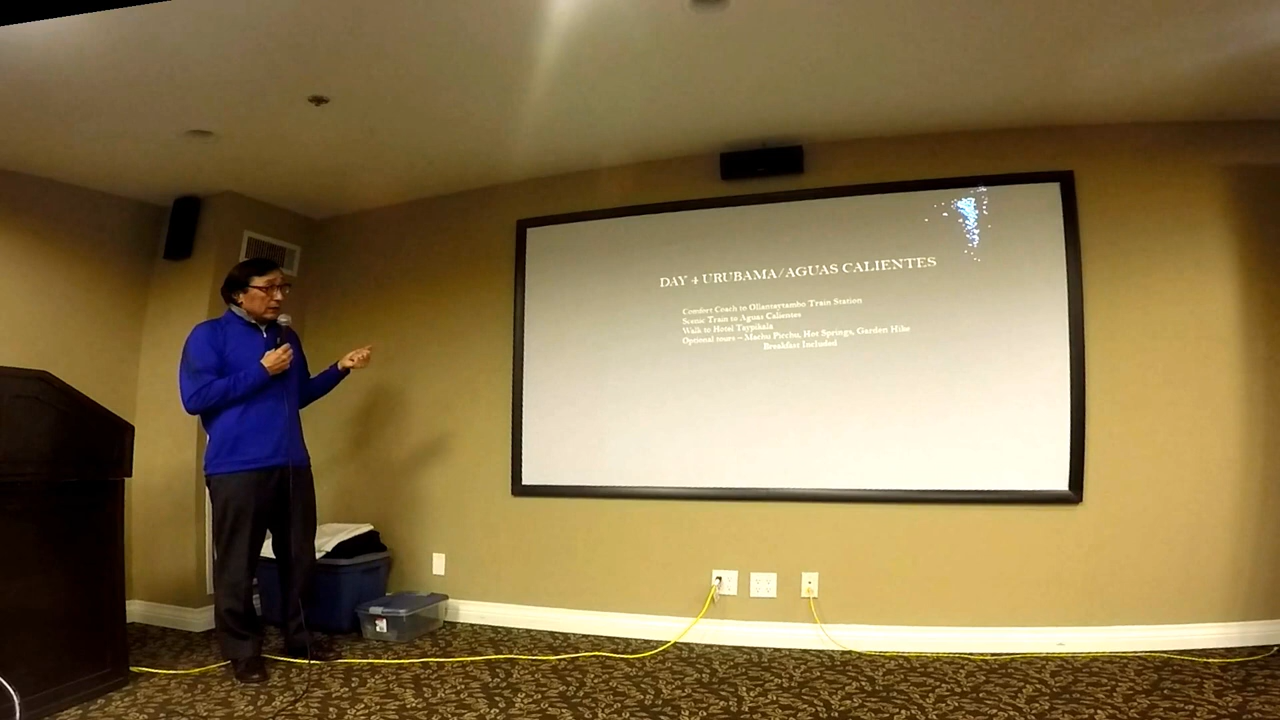 DAY 4 URUBAMA/AGUAS CALIENTES
Comfort Coach to Ollantaytambo Train Station
Scenic Train to Aguas Calientes
Walk to Hotel Taypikala
Optional tours – Machu Picchu, Hot Springs, Garden Hike
Breakfast Included